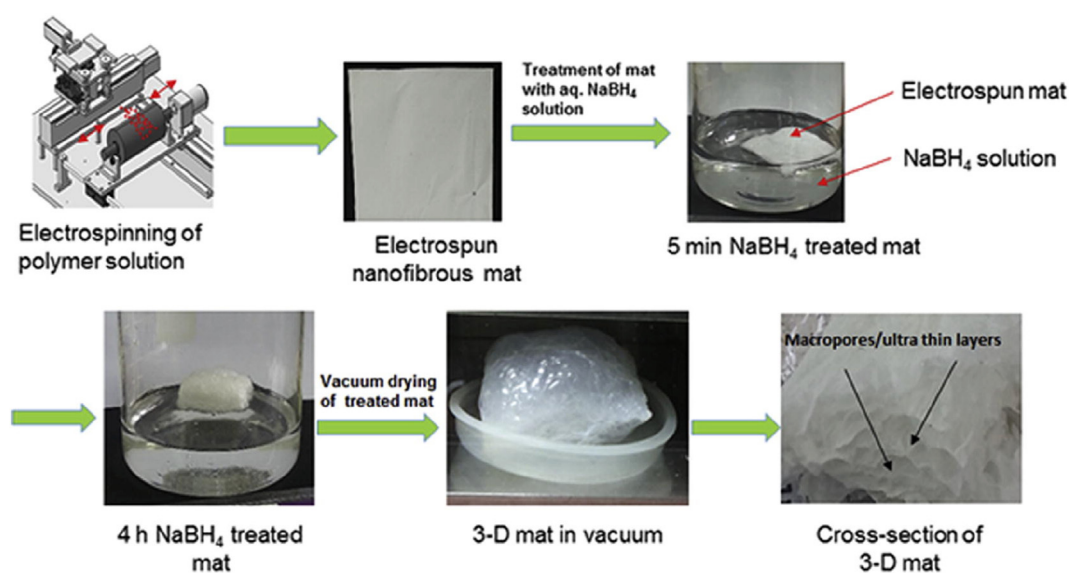 Treatment of mat
with aq. NaBH₄
solution
Electrospun mat
NaBH₄ solution
Electrospinning of
polymer solution
Electrospun
nanofibrous mat
5 min NaBH₄ treated mat
Macropores/ultra thin layers
Vacuum drying
of treated mat
4 h NaBH₄ treated
mat
3-D mat in vacuum
Cross-section of
3-D mat